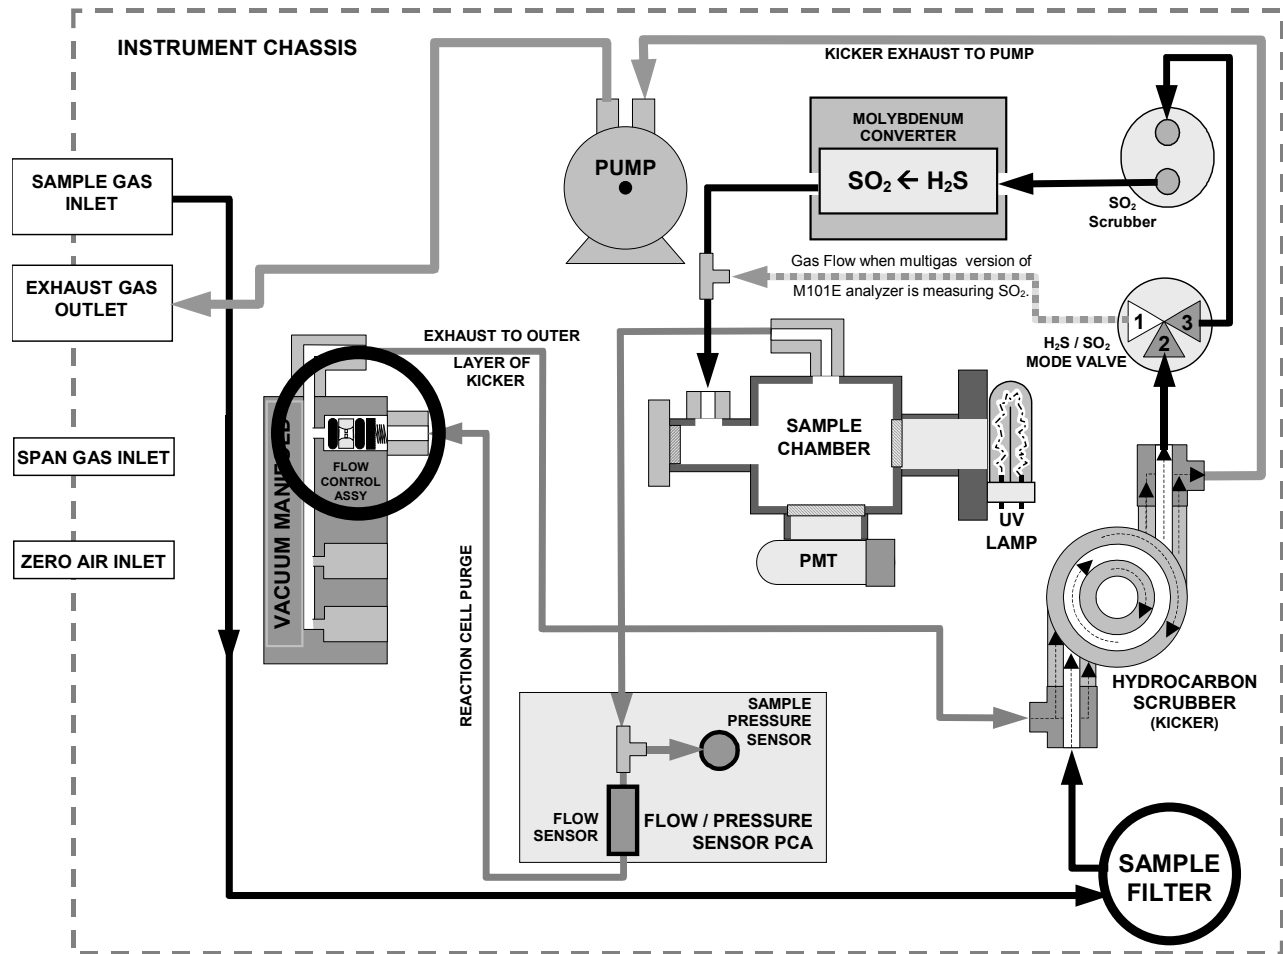 INSTRUMENT CHASSIS
KICKER EXHAUST TO PUMP
MOLYBDENUM
CONVERTER
SO₂ ← H₂S
PUMP
SO₂
Scrubber
SAMPLE GAS
INLET
EXHAUST GAS
OUTLET
SPAN GAS INLET
ZERO AIR INLET
Gas Flow when multigas version of
M101E analyzer is measuring SO₂.
1
2
3
H₂S / SO₂
MODE VALVE
EXHAUST TO OUTER
LAYER OF
KICKER
VACUUM MANIFOLD
FLOW
CONTROL
ASSY
SAMPLE
CHAMBER
UV
LAMP
PMT
REACTION CELL PURGE
HYDROCARBON
SCRUBBER
(KICKER)
SAMPLE
PRESSURE
SENSOR
FLOW
SENSOR
FLOW / PRESSURE
SENSOR PCA
SAMPLE
FILTER